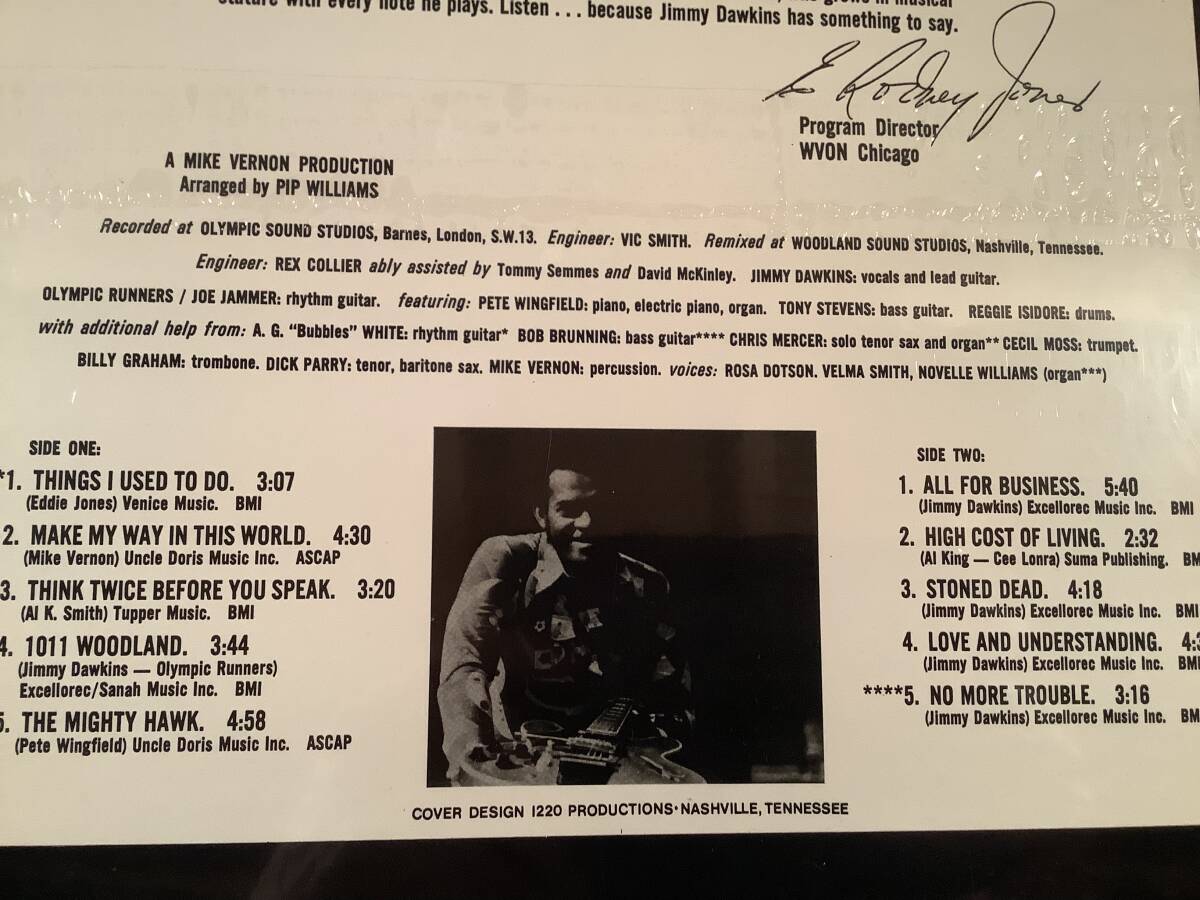 stature with every note he plays. Listen . . . because Jimmy Dawkins has something to say.
E Rodney Jones
Program Director
WVON Chicago
A MIKE VERNON PRODUCTION
Arranged by PIP WILLIAMS
Recorded at OLYMPIC SOUND STUDIOS, Barnes, London, S.W.13. Engineer: VIC SMITH. Remixed at WOODLAND SOUND STUDIOS, Nashville, Tennessee.
Engineer: REX COLLIER ably assisted by Tommy Semmes and David McKinley. JIMMY DAWKINS: vocals and lead guitar.
OLYMPIC RUNNERS / JOE JAMMER: rhythm guitar. featuring: PETE WINGFIELD: piano, electric piano, organ. TONY STEVENS: bass guitar. REGGIE ISIDORE: drums.
with additional help from: A. G. "Bubbles" WHITE: rhythm guitar* BOB BRUNNING: bass guitar**** CHRIS MERCER: solo tenor sax and organ** CECIL MOSS: trumpet.
BILLY GRAHAM: trombone. DICK PARRY: tenor, baritone sax. MIKE VERNON: percussion. voices: ROSA DOTSON. VELMA SMITH, NOVELLE WILLIAMS (organ***)
SIDE ONE:
*1. THINGS I USED TO DO. 3:07
(Eddie Jones) Venice Music. BMI
2. MAKE MY WAY IN THIS WORLD. 4:30
(Mike Vernon) Uncle Doris Music Inc. ASCAP
3. THINK TWICE BEFORE YOU SPEAK. 3:20
(Al K. Smith) Tupper Music. BMI
4. 1011 WOODLAND. 3:44
(Jimmy Dawkins — Olympic Runners)
Excellorec/Sanah Music Inc. BMI
5. THE MIGHTY HAWK. 4:58
(Pete Wingfield) Uncle Doris Music Inc. ASCAP
SIDE TWO:
1. ALL FOR BUSINESS. 5:40
(Jimmy Dawkins) Excellorec Music Inc. BMI
2. HIGH COST OF LIVING. 2:32
(Al King — Cee Lonra) Suma Publishing. BM
3. STONED DEAD. 4:18
(Jimmy Dawkins) Excellorec Music Inc. BMI
4. LOVE AND UNDERSTANDING. 4:3
(Jimmy Dawkins) Excellorec Music Inc. BM
****5. NO MORE TROUBLE. 3:16
(Jimmy Dawkins) Excellorec Music Inc. BM
COVER DESIGN 1220 PRODUCTIONS•NASHVILLE, TENNESSEE